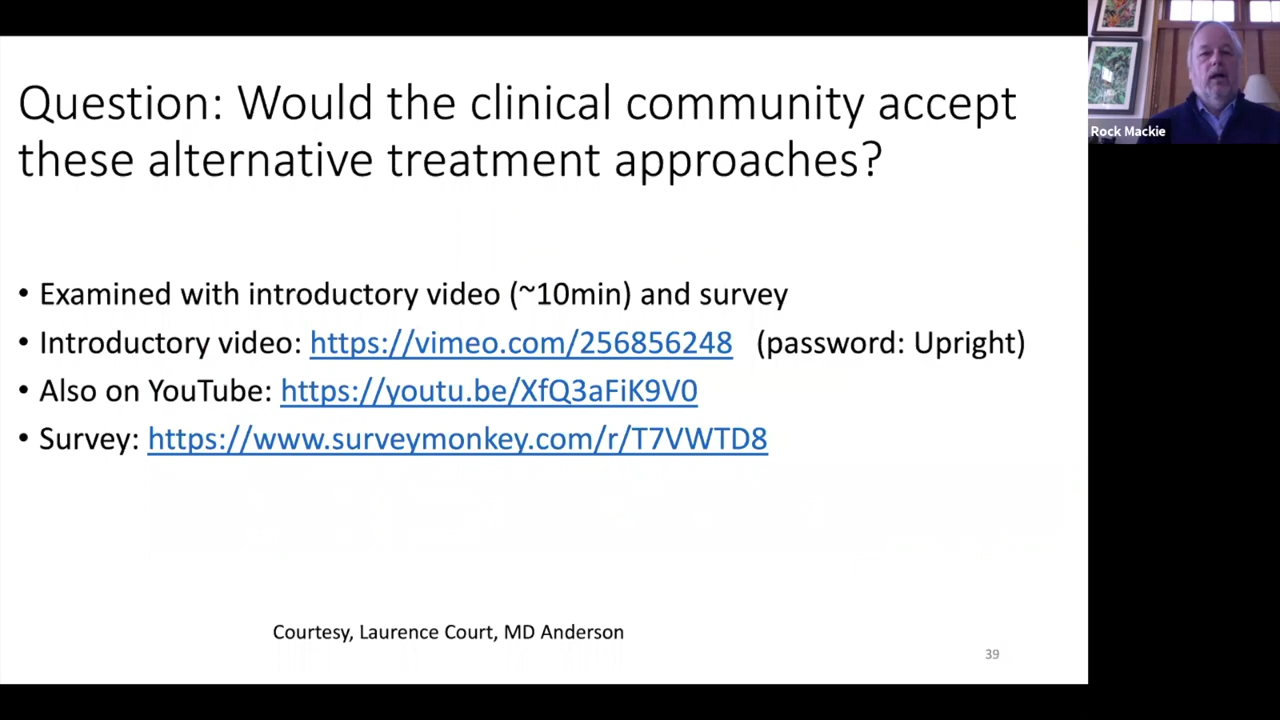 Question: Would the clinical community accept
these alternative treatment approaches?
• Examined with introductory video (~10min) and survey
• Introductory video: https://vimeo.com/256856248 (password: Upright)
• Also on YouTube: https://youtu.be/XfQ3aFiK9V0
• Survey: https://www.surveymonkey.com/r/T7VWTD8
Courtesy, Laurence Court, MD Anderson
39
Rock Mackie